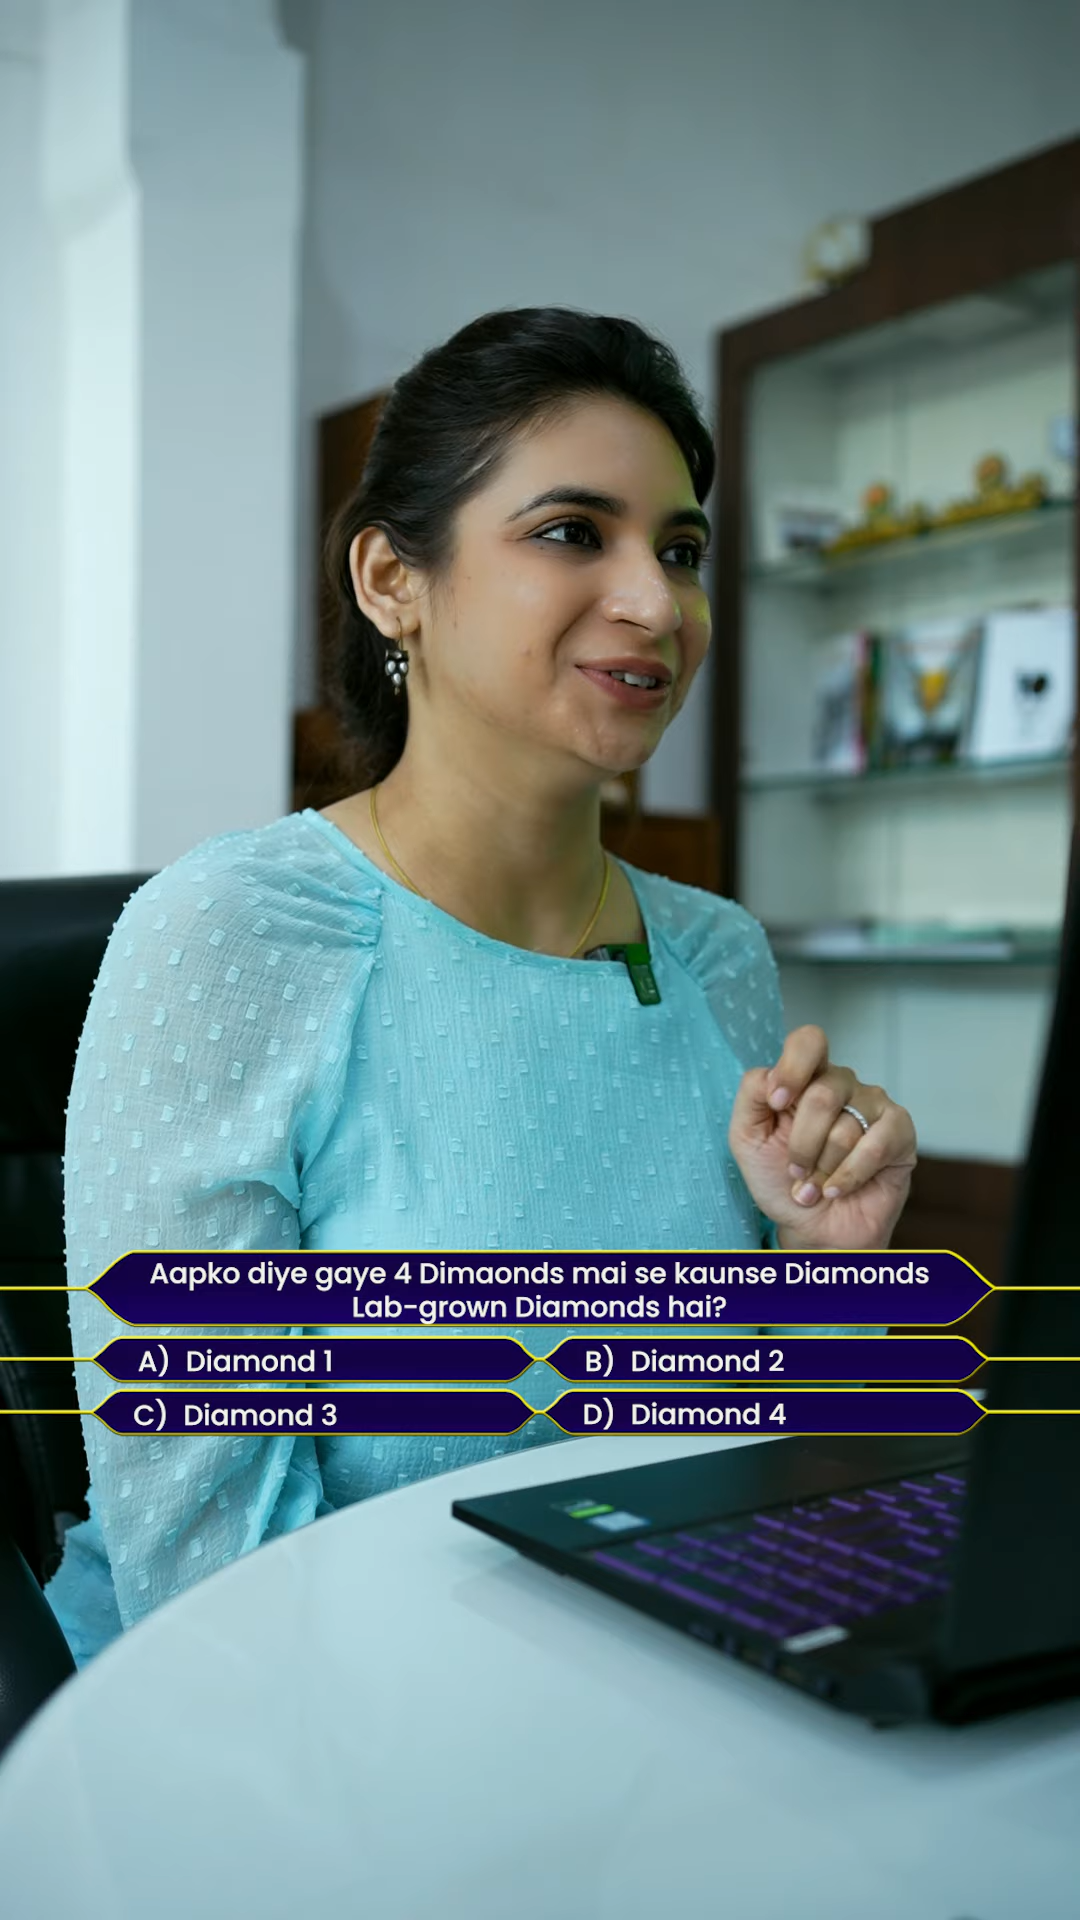 Aapko diye gaye 4 Dimaonds mai se kaunse Diamonds
Lab-grown Diamonds hai?
A) Diamond 1
B) Diamond 2
C) Diamond 3
D) Diamond 4